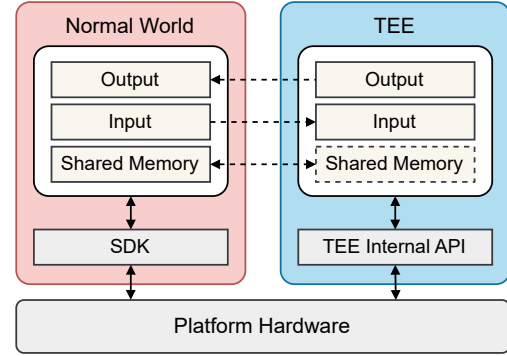 Normal World
TEE
Output
Output
Input
Input
Shared Memory
Shared Memory
SDK
TEE Internal API
Platform Hardware